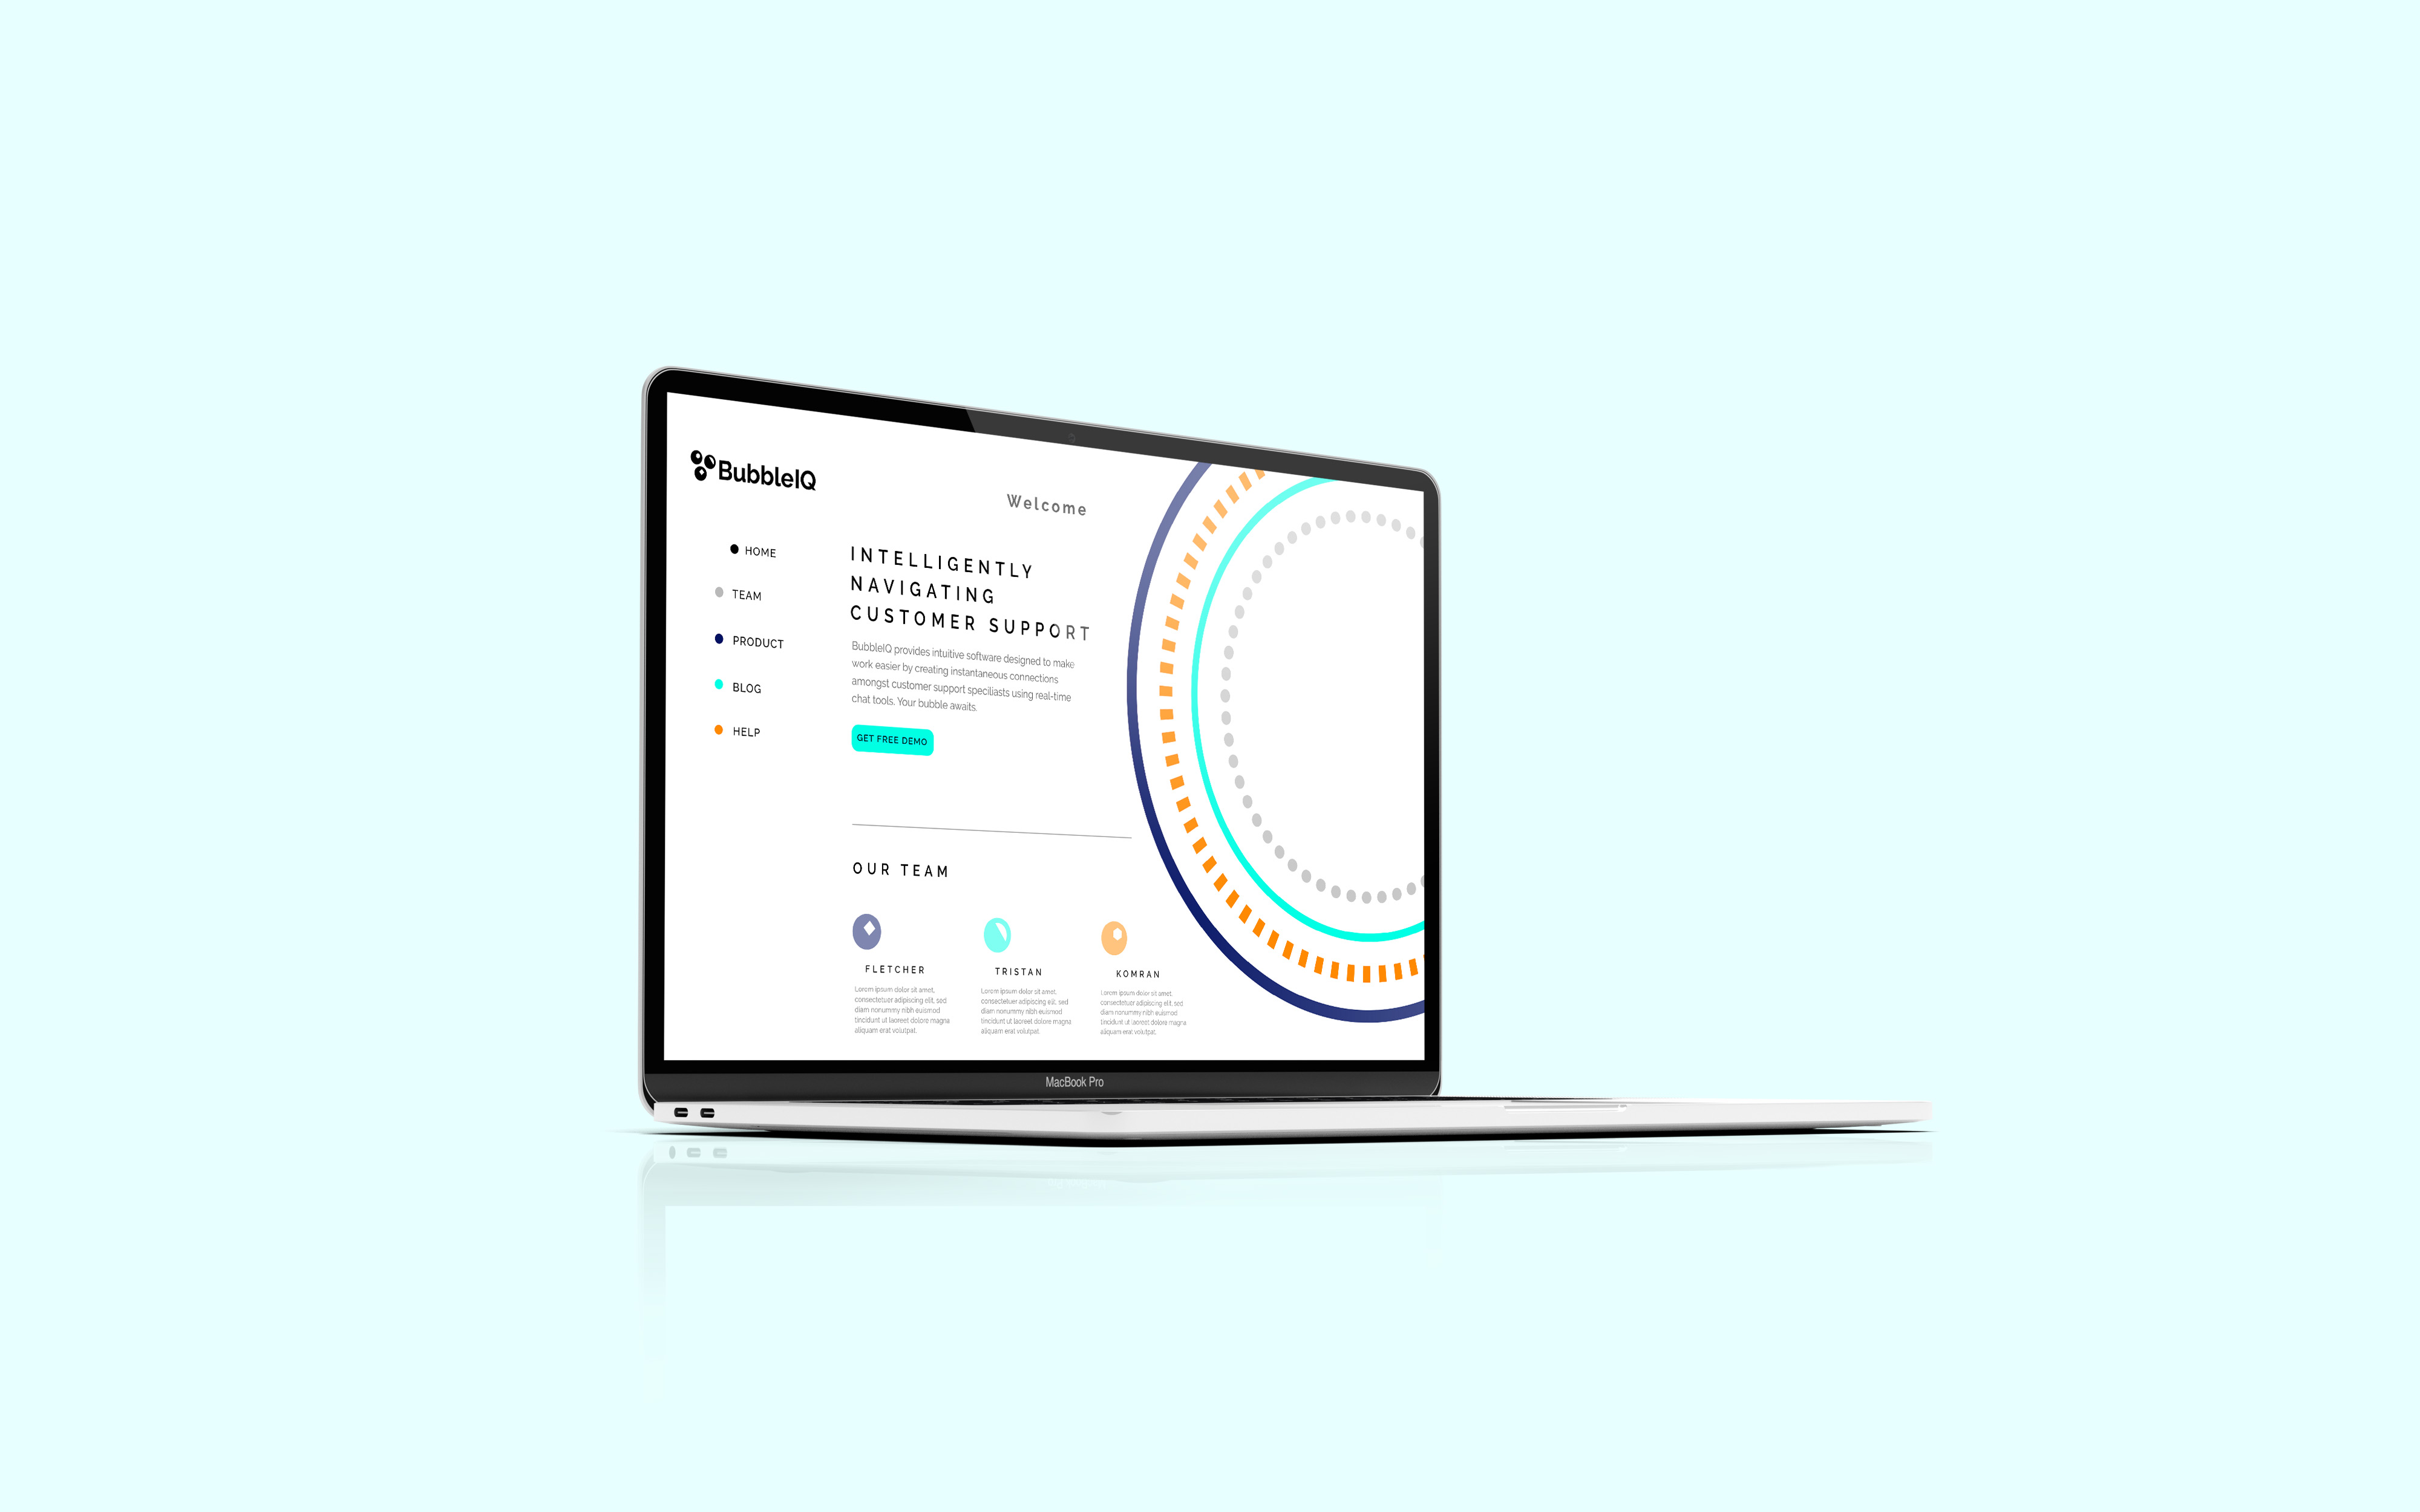 BubbleIQ
Welcome
HOME
TEAM
PRODUCT
BLOG
HELP
INTELLIGENTLY
NAVIGATING
CUSTOMER SUPPORT
BubbleIQ provides intuitive software designed to make
work easier by creating instantaneous connections
amongst customer support speciliasts using real-time
chat tools. Your bubble awaits.
GET FREE DEMO
OUR TEAM
FLETCHER
Lorem ipsum dolor sit amet,
consectetuer adipiscing elit, sed
diam nonummy nibh euismod
tincidunt ut laoreet dolore magna
aliquam erat volutpat.
TRISTAN
Lorem ipsum dolor sit amet,
consectetuer adipiscing elit, sed
diam nonummy nibh euismod
tincidunt ut laoreet dolore magna
aliquam erat volutpat.
KOMRAN
Lorem ipsum dolor sit amet,
consectetuer adipiscing elit, sed
diam nonummy nibh euismod
tincidunt ut laoreet dolore magna
aliquam erat volutpat.
MacBook Pro